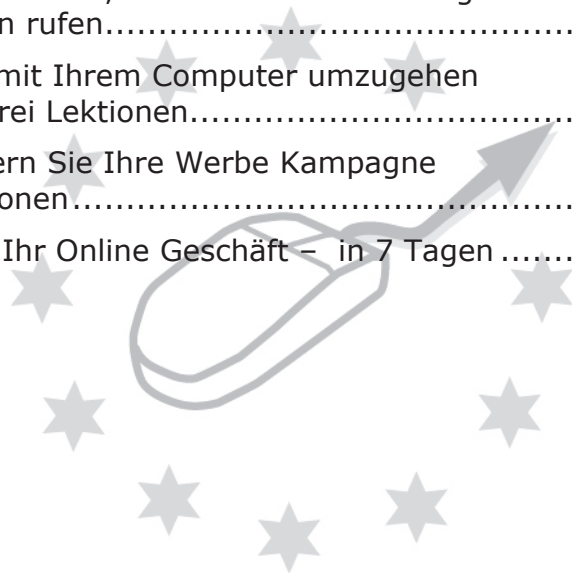 n rufen..................................................
mit Ihrem Computer umzugehen
rei Lektionen........................................
ern Sie Ihre Werbe Kampagne
onen.....................................................
Ihr Online Geschäft – in 7 Tagen .......